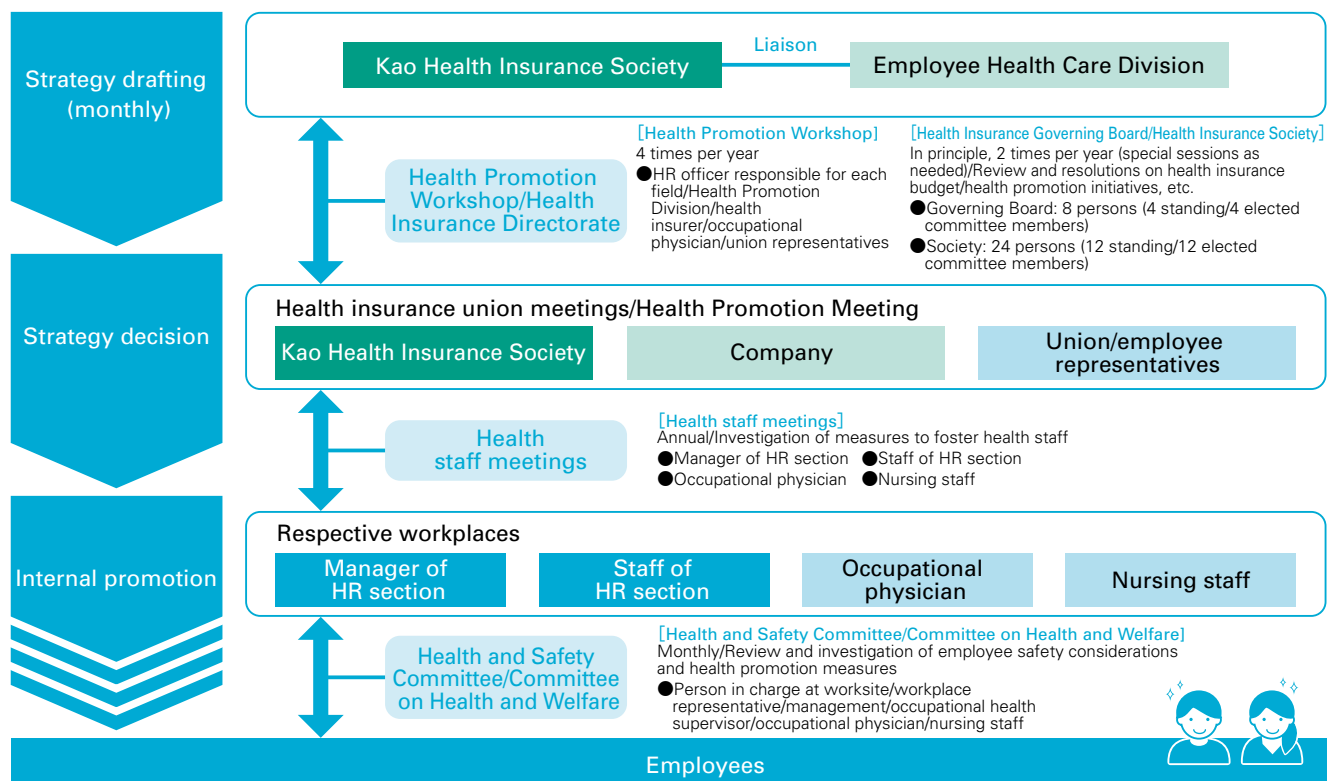 Strategy drafting
(monthly)
Kao Health Insurance Society
Liaison
Employee Health Care Division
Health Promotion
Workshop/Health
Insurance Directorate
[Health Promotion Workshop]
4 times per year
●HR officer responsible for each
field/Health Promotion
Division/health
insurer/occupational
physician/union representatives
[Health Insurance Governing Board/Health Insurance Society]
In principle, 2 times per year (special sessions as
needed)/Review and resolutions on health insurance
budget/health promotion initiatives, etc.
●Governing Board: 8 persons (4 standing/4 elected
committee members)
●Society: 24 persons (12 standing/12 elected
committee members)
Strategy decision
Health insurance union meetings/Health Promotion Meeting
Kao Health Insurance Society
Company
Union/employee
representatives
Health
staff meetings
[Health staff meetings]
Annual/Investigation of measures to foster health staff
●Manager of HR section ●Staff of HR section
●Occupational physician ●Nursing staff
Internal promotion
Respective workplaces
Manager of
HR section
Staff of
HR section
Occupational
physician
Nursing staff
Health and Safety
Committee/Committee
on Health and Welfare
[Health and Safety Committee/Committee on Health and Welfare]
Monthly/Review and investigation of employee safety considerations
and health promotion measures
●Person in charge at worksite/workplace
representative/management/occupational health
supervisor/occupational physician/nursing staff
Employees